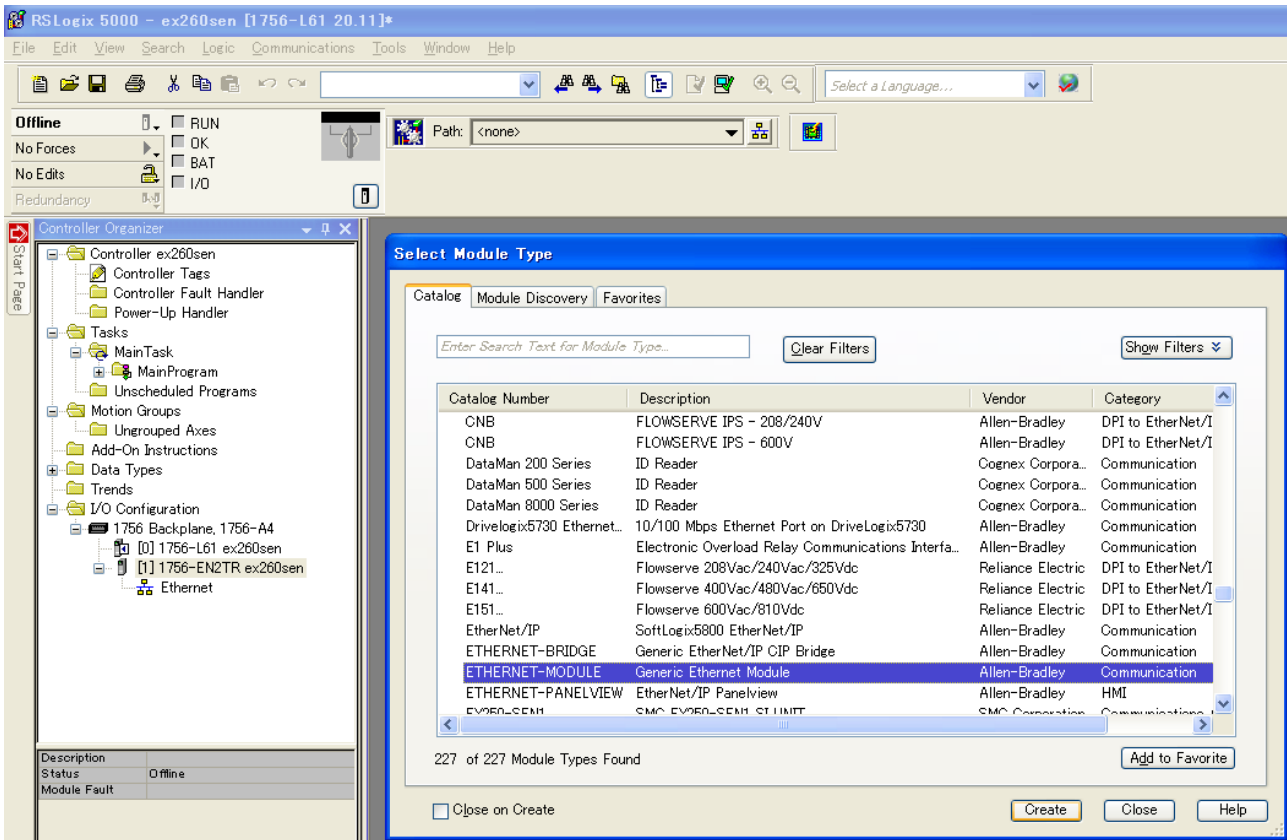 RSLogix 5000 - ex260sen [1756-L61 20.11]*
File Edit View Search Logic Communications Tools Window Help
Select a Language...
Offline RUN
No Forces OK
BAT
No Edits I/O
Redundancy
Path: <none>
Start Page
Controller Organizer
Controller ex260sen
Controller Tags
Controller Fault Handler
Power-Up Handler
Tasks
MainTask
MainProgram
Unscheduled Programs
Motion Groups
Ungrouped Axes
Add-On Instructions
Data Types
Trends
I/O Configuration
1756 Backplane, 1756-A4
[0] 1756-L61 ex260sen
[1] 1756-EN2TR ex260sen
Ethernet
Description
Status Offline
Module Fault
Select Module Type
Catalog Module Discovery Favorites
Enter Search Text for Module Type... Clear Filters Show Filters
Catalog Number Description Vendor Category
CNB FLOWSERVE IPS - 208/240V Allen-Bradley DPI to EtherNet/I
CNB FLOWSERVE IPS - 600V Allen-Bradley DPI to EtherNet/I
DataMan 200 Series ID Reader Cognex Corpora... Communication
DataMan 500 Series ID Reader Cognex Corpora... Communication
DataMan 8000 Series ID Reader Cognex Corpora... Communication
Drivelogix5730 Ethernet... 10/100 Mbps Ethernet Port on DriveLogix5730 Allen-Bradley Communication
E1 Plus Electronic Overload Relay Communications Interfa... Allen-Bradley Communication
E121... Flowserve 208Vac/240Vac/325Vdc Reliance Electric DPI to EtherNet/I
E141... Flowserve 400Vac/480Vac/650Vdc Reliance Electric DPI to EtherNet/I
E151... Flowserve 600Vac/810Vdc Reliance Electric DPI to EtherNet/I
EtherNet/IP SoftLogix5800 EtherNet/IP Allen-Bradley Communication
ETHERNET-BRIDGE Generic EtherNet/IP CIP Bridge Allen-Bradley Communication
ETHERNET-MODULE Generic Ethernet Module Allen-Bradley Communication
ETHERNET-PANELVIEW EtherNet/IP Panelview Allen-Bradley HMI
EX250-SEN1 SMC EX250-SEN1 SI UNIT SMC Corporation
227 of 227 Module Types Found Add to Favorite
Close on Create Create Close Help